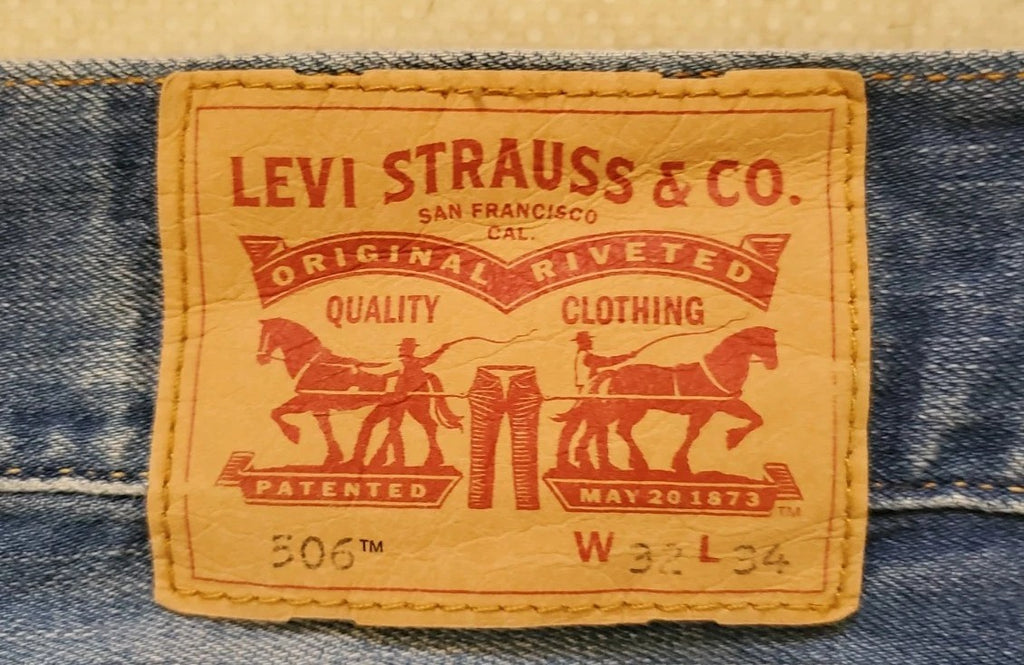 LEVI STRAUSS & CO.
SAN FRANCISCO
CAL.
ORIGINAL RIVETED
QUALITY CLOTHING
PATENTED MAY 20 1873 TM
506™ W 32 L 34